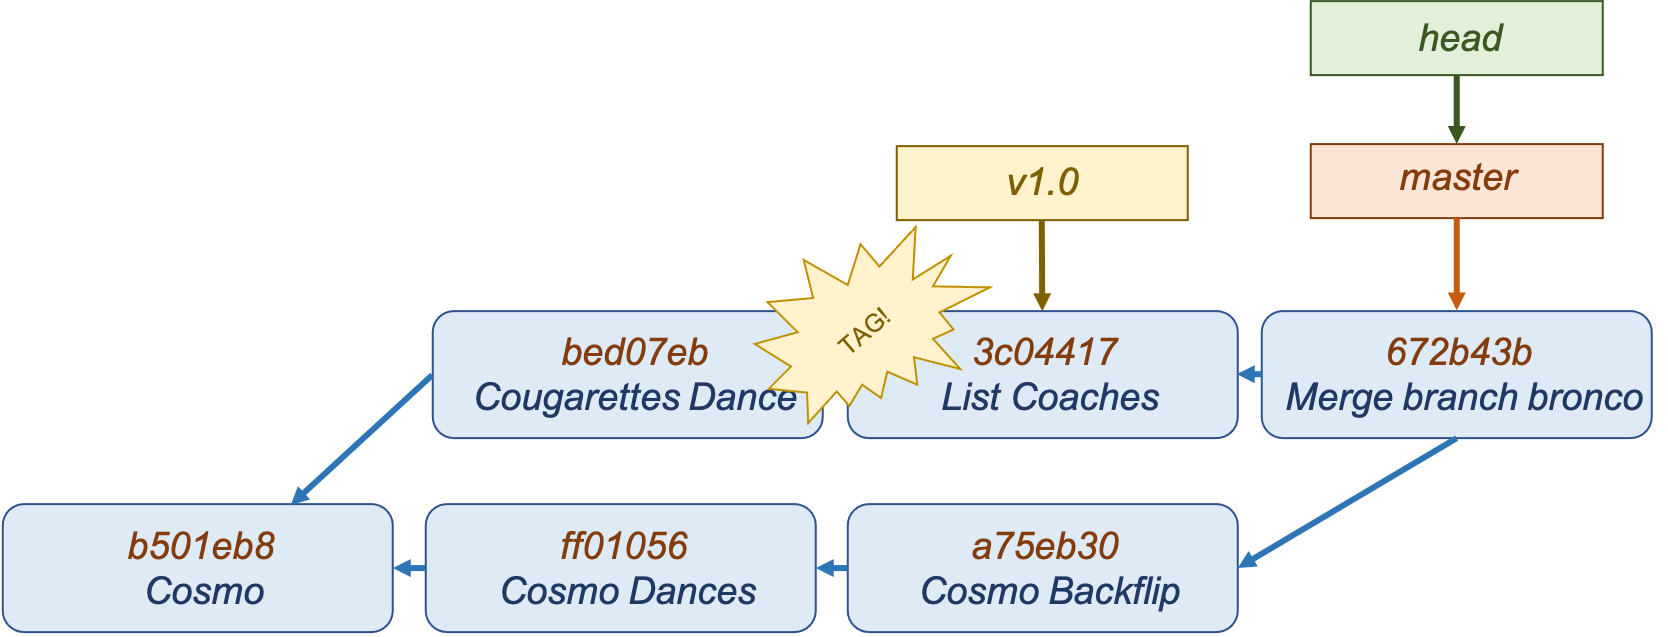 head
master
v1.0
TAG!
bed07eb
Cougarettes Dance
3c04417
List Coaches
672b43b
Merge branch bronco
b501eb8
Cosmo
ff01056
Cosmo Dances
a75eb30
Cosmo Backflip